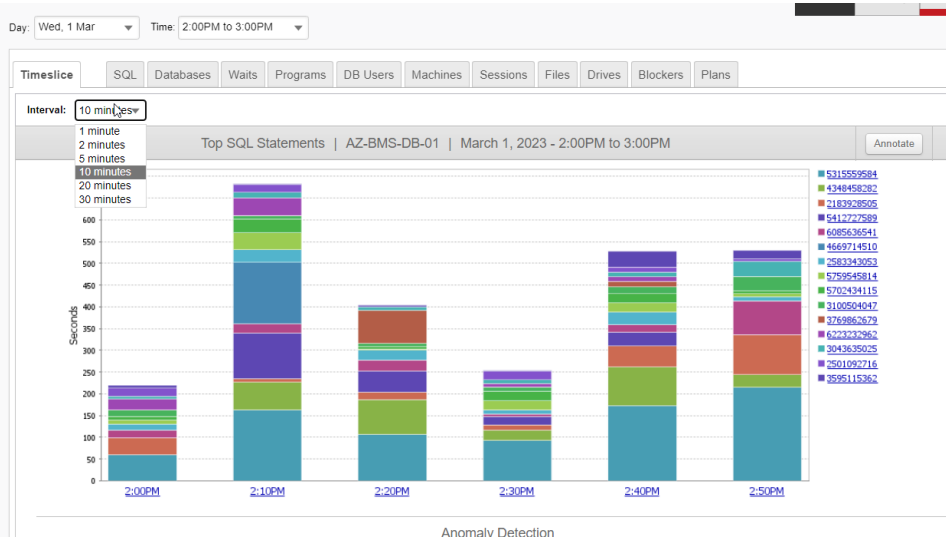 Day: Wed, 1 Mar Time: 2:00PM to 3:00PM
Timeslice SQL Databases Waits Programs DB Users Machines Sessions Files Drives Blockers Plans
Interval: 10 minutes
1 minute
2 minutes
5 minutes
10 minutes
20 minutes
30 minutes
Top SQL Statements | AZ-BMS-DB-01 | March 1, 2023 - 2:00PM to 3:00PM
Annotate
600
550
500
450
400
350
300
250
200
150
100
50
0
Seconds
2:00PM 2:10PM 2:20PM 2:30PM 2:40PM 2:50PM
5315559584
4348458282
2183928505
5412727589
6085636541
4669714510
2583343053
5759545814
5702434115
3100504047
3769862679
6223232962
3043635025
2501092716
3595115362
Anomaly Detection